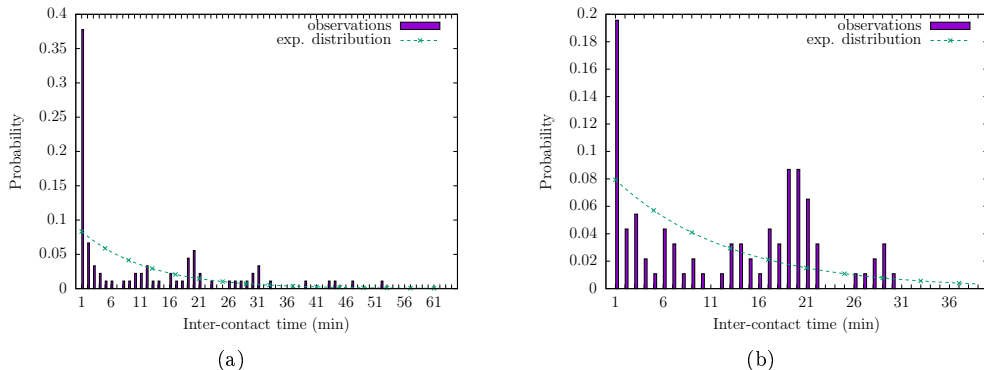 observations
exp. distribution
Probability
0.4
0.35
0.3
0.25
0.2
0.15
0.1
0.05
0
1 6 11 16 21 26 31 36 41 46 51 56 61
Inter-contact time (min)
(a)
observations
exp. distribution
Probability
0.2
0.18
0.16
0.14
0.12
0.1
0.08
0.06
0.04
0.02
0
1 6 11 16 21 26 31 36
Inter-contact time (min)
(b)